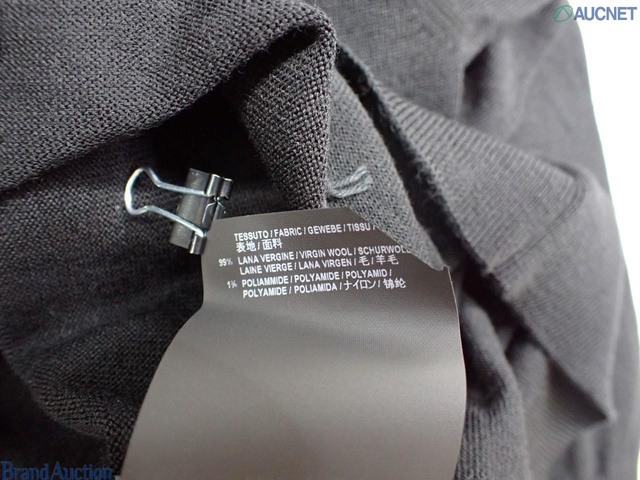 AUCNET
TESSUTO / FABRIC / GEWEBE / TISSU /
表地 / 面料
99% LANA VERGINE / VIRGIN WOOL / SCHURWOL
LAINE VIERGE / LANA VIRGEN / 毛 / 羊毛
1% POLIAMMIDE / POLYAMIDE / POLYAMID /
POLYAMIDE / POLIAMIDA / ナイロン / 锦纶
Brand Auction